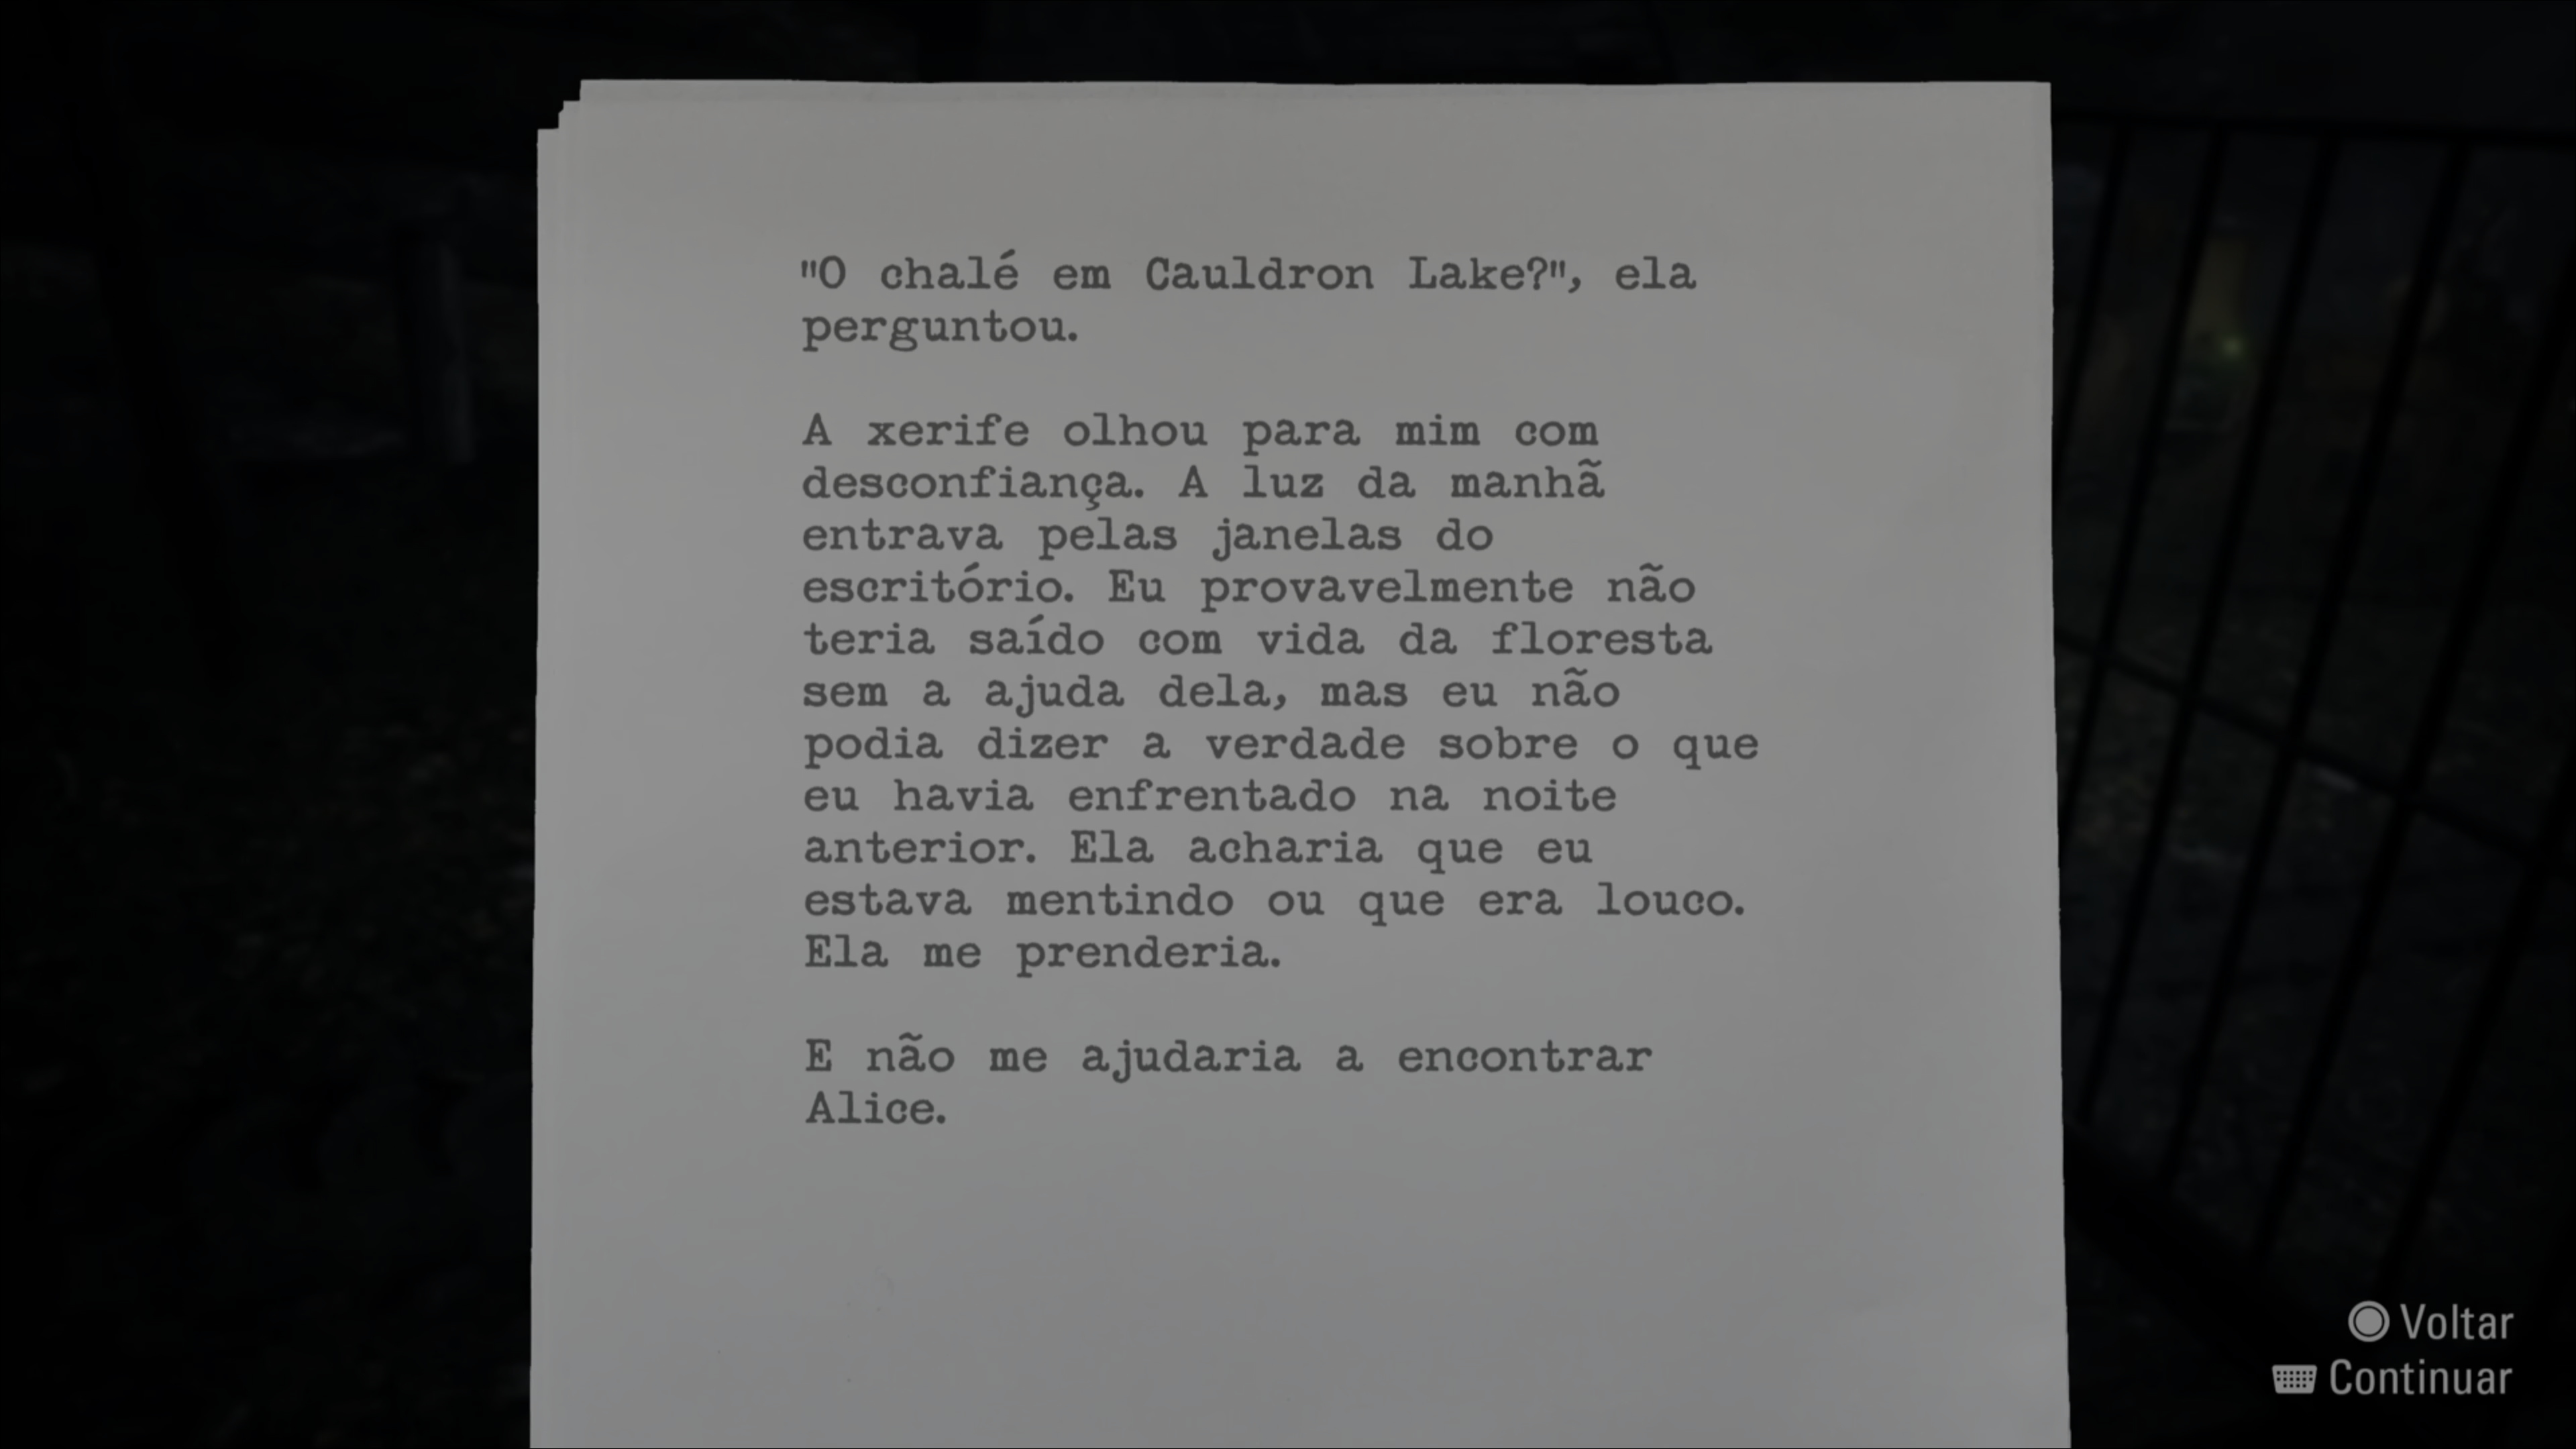 "O chalé em Cauldron Lake?", ela
perguntou.
A xerife olhou para mim com
desconfiança. A luz da manhã
entrava pelas janelas do
escritório. Eu provavelmente não
teria saído com vida da floresta
sem a ajuda dela, mas eu não
podia dizer a verdade sobre o que
eu havia enfrentado na noite
anterior. Ela acharia que eu
estava mentindo ou que era louco.
Ela me prenderia.
E não me ajudaria a encontrar
Alice.
Voltar
Continuar